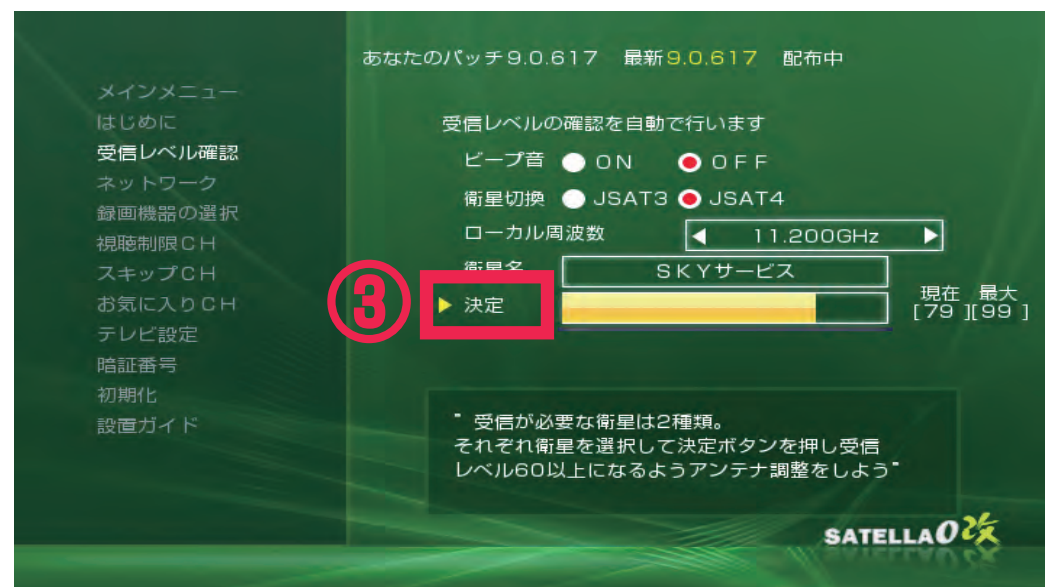 あなたのパッチ9.0.617 最新9.0.617 配布中
メインメニュー
はじめに
受信レベル確認
ネットワーク
録画機器の選択
視聴制限CH
スキップCH
お気に入りCH
テレビ設定
暗証番号
初期化
設置ガイド
受信レベルの確認を自動で行います
ビープ音 ON OFF
衛星切換 JSAT3 JSAT4
ローカル周波数 ◀ 11.200GHz ▶
衛星名 SKYサービス
③ ▶ 決定
現在 最大
[79 ][99 ]
" 受信が必要な衛星は2種類。
それぞれ衛星を選択して決定ボタンを押し受信
レベル60以上になるようアンテナ調整をしよう"
SATELLA0改